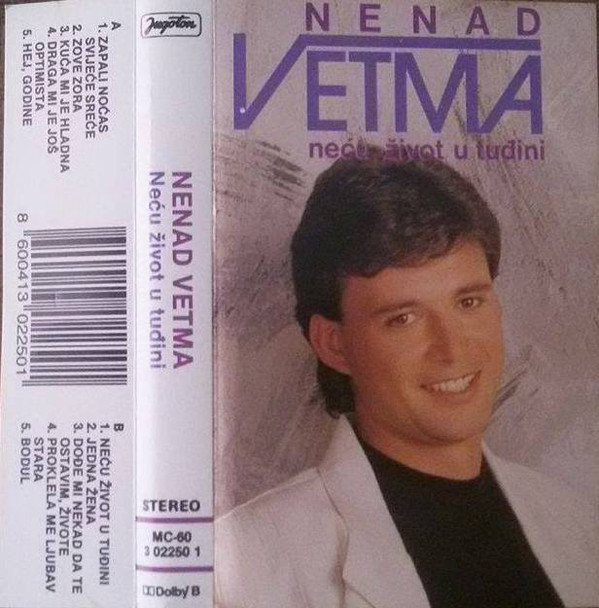 A
1. ZAPALI NOĆAS
SVIJEĆE SREĆE
2. ZOVE ZORA
3. KUĆA MI JE HLADNA
4. DRAGA MI JE JOŠ
OPTIMISTA
5. HEJ, GODINE
8 600413 022501
B
1. NEĆU ŽIVOT U TUĐINI
2. JEDNA ŽENA
3. DOĐE MI NEKAD DA TE
OSTAVIM, ŽIVOTE
4. PROKLELA ME LJUBAV
STARA
5. BODUL
Jugoton
NENAD VETMA
Neću život u tuđini
STEREO
MC-60
3 02250 1
Dolby B
NENAD
VETMA
neću život u tuđini